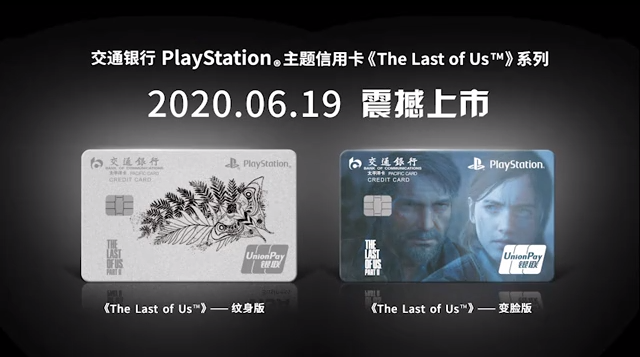 交通银行 PlayStation®主题信用卡《The Last of Us™》系列
2020.06.19 震撼上市
交通銀行
BANK OF COMMUNICATIONS
太平洋卡 PACIFIC CARD
CREDIT CARD
PlayStation
THE
LAST
OF US
PART II
UnionPay
银联
交通銀行
BANK OF COMMUNICATIONS
太平洋卡 PACIFIC CARD
CREDIT CARD
PlayStation
THE
LAST
OF US
PART II
UnionPay
银联
《The Last of Us™》—— 纹身版
《The Last of Us™》—— 变脸版